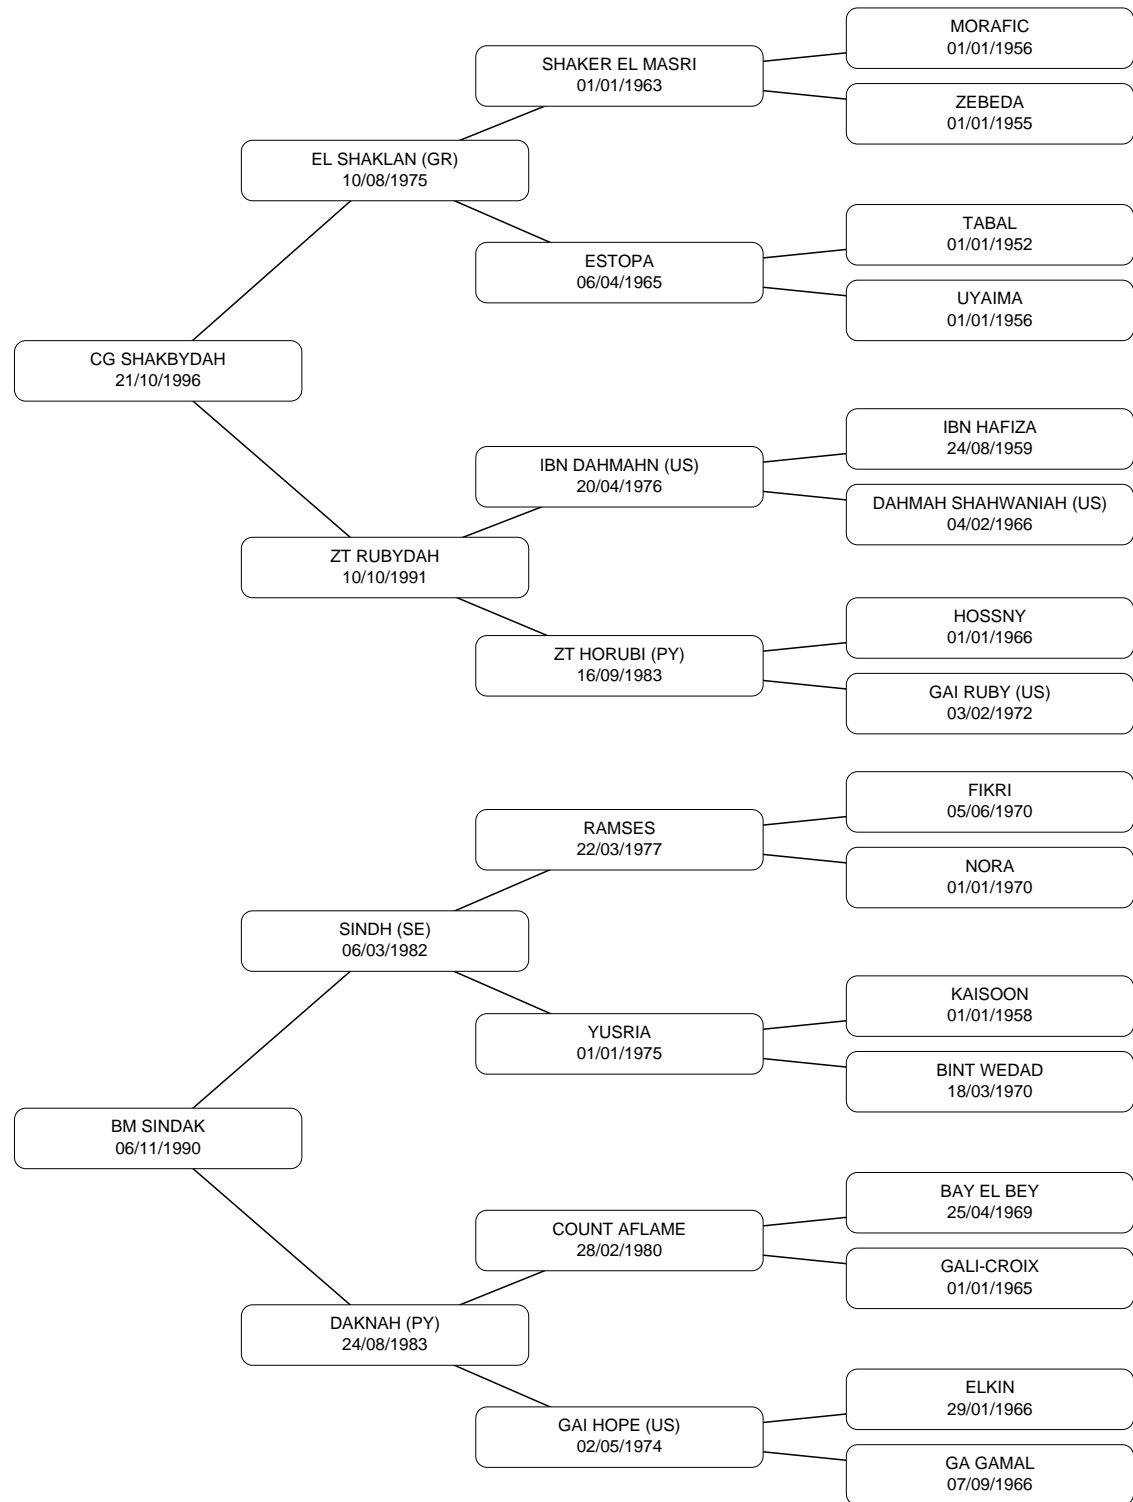 MORAFIC
01/01/1956
SHAKER EL MASRI
01/01/1963
ZEBEDA
01/01/1955
EL SHAKLAN (GR)
10/08/1975
TABAL
01/01/1952
ESTOPA
06/04/1965
UYAIMA
01/01/1956
CG SHAKBYDAH
21/10/1996
IBN HAFIZA
24/08/1959
IBN DAHMAHN (US)
20/04/1976
DAHMAH SHAHWANIAH (US)
04/02/1966
ZT RUBYDAH
10/10/1991
HOSSNY
01/01/1966
ZT HORUBI (PY)
16/09/1983
GAI RUBY (US)
03/02/1972
FIKRI
05/06/1970
RAMSES
22/03/1977
NORA
01/01/1970
SINDH (SE)
06/03/1982
KAISOON
01/01/1958
YUSRIA
01/01/1975
BINT WEDAD
18/03/1970
BM SINDAK
06/11/1990
BAY EL BEY
25/04/1969
COUNT AFLAME
28/02/1980
GALI-CROIX
01/01/1965
DAKNAH (PY)
24/08/1983
ELKIN
29/01/1966
GAI HOPE (US)
02/05/1974
GA GAMAL
07/09/1966